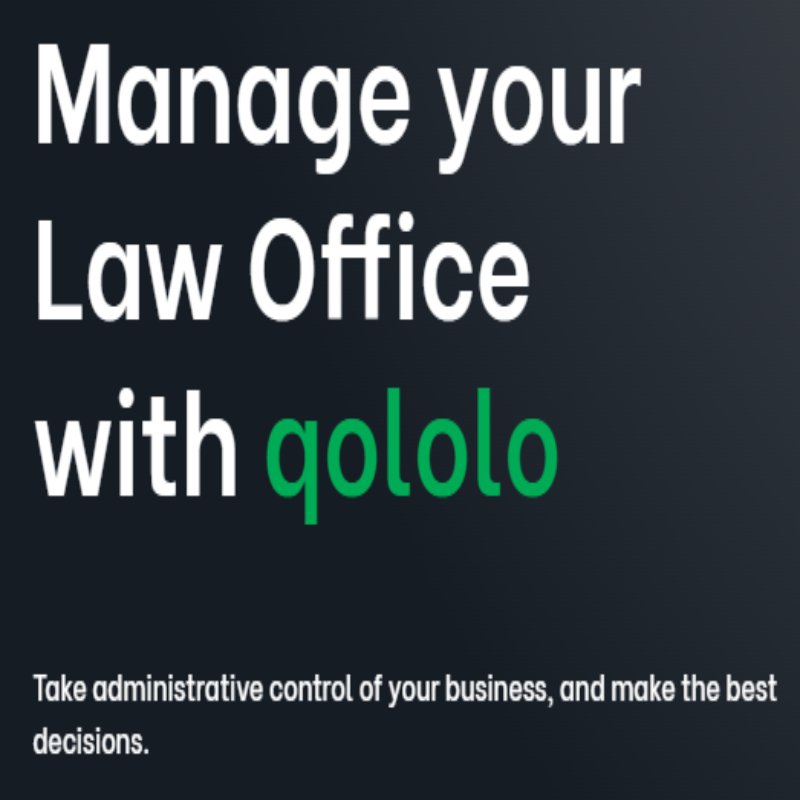 Manage your
Law Office
with qololo
Take administrative control of your business, and make the best
decisions.